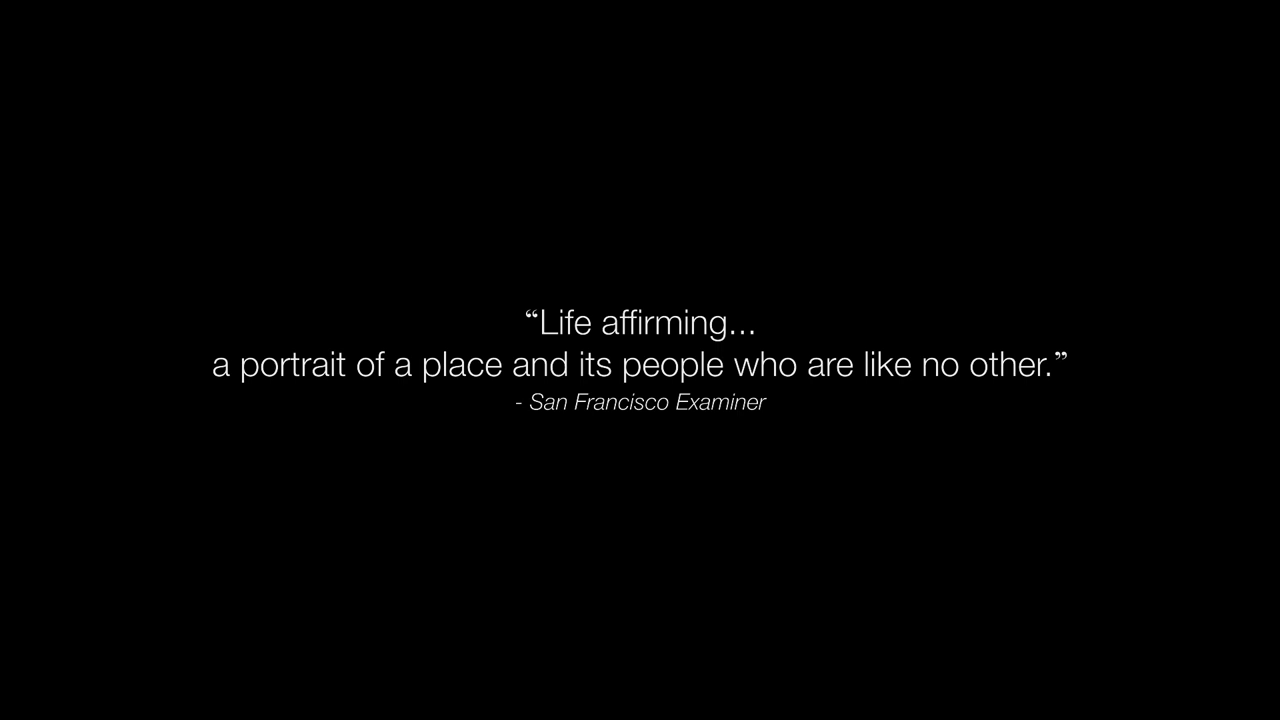 “Life affirming...
a portrait of a place and its people who are like no other.”
- San Francisco Examiner